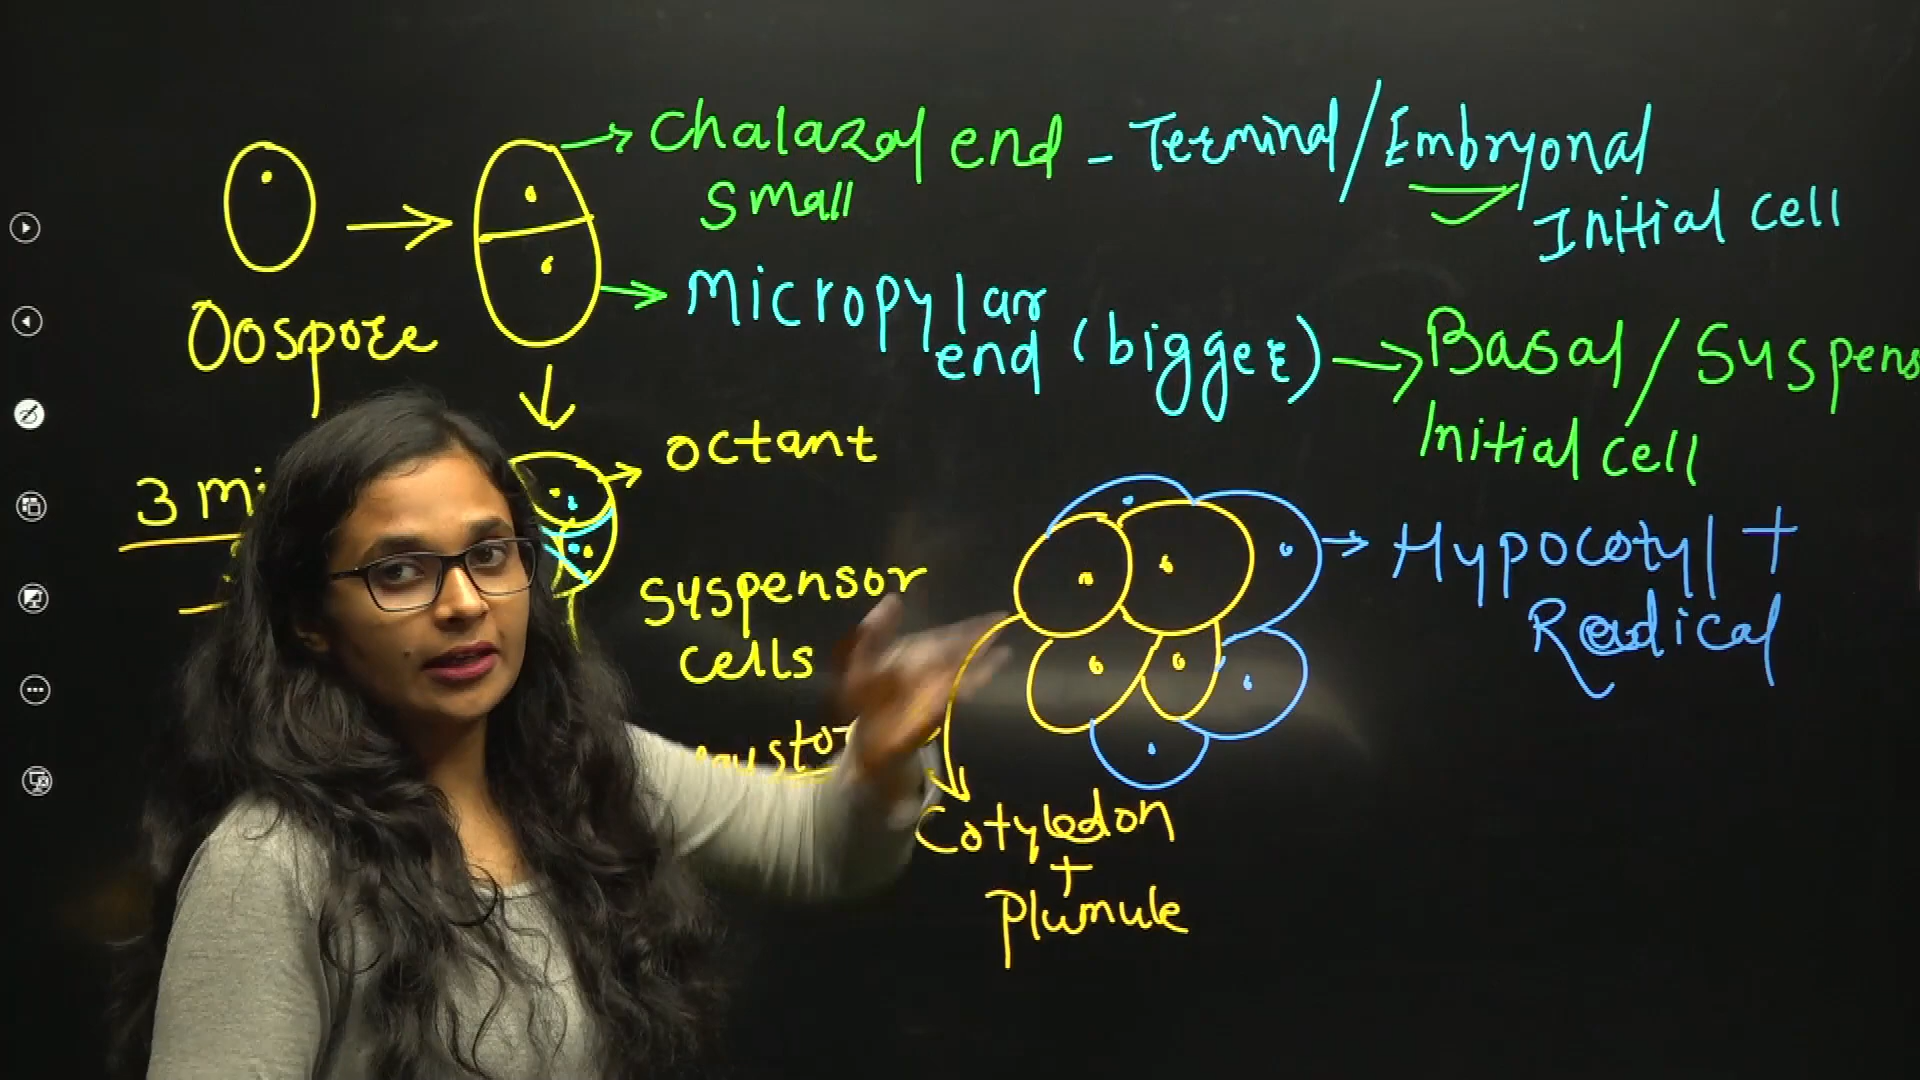 Chalazal end - Terminal/Embryonal
Small
Initial cell
Oospore
Micropylar
end (bigger) → Basal/Suspens
Initial cell
Octant
3 mi
Hypocotyl +
Radical
Suspensor
cells
austo
Cotyledon
+
Plumule